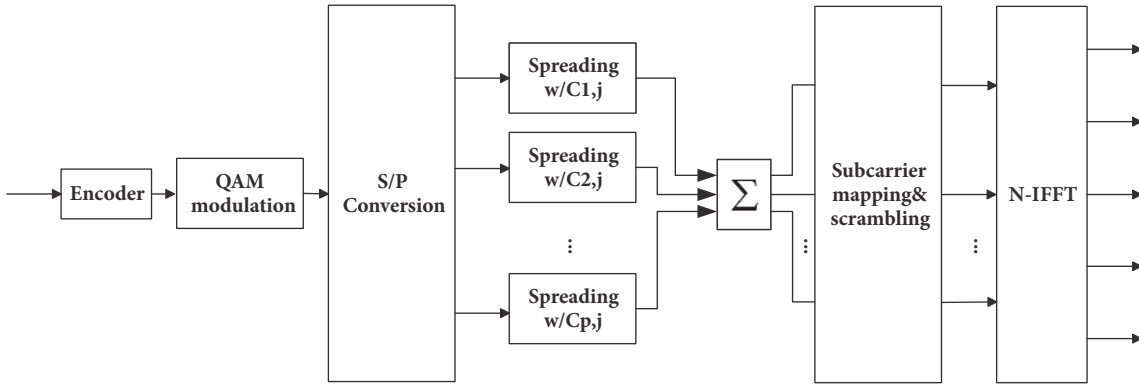 Encoder
QAM
modulation
S/P
Conversion
Spreading
w/C1,j
Spreading
w/C2,j
...
Spreading
w/Cp,j
Σ
...
Subcarrier
mapping&
scrambling
...
N-IFFT